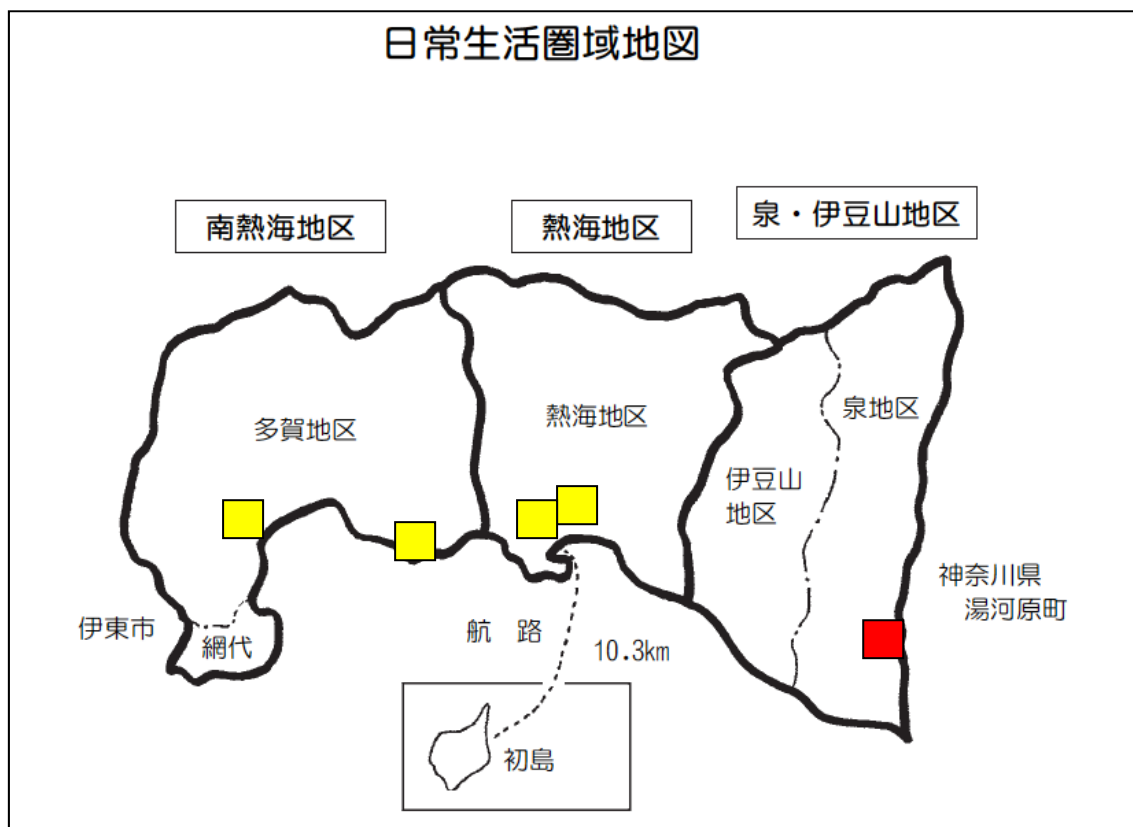 日常生活圏域地図
南熱海地区
熱海地区
泉・伊豆山地区
多賀地区
熱海地区
泉地区
伊豆山
地区
伊東市
網代
航　路
10.3km
神奈川県
湯河原町
初島